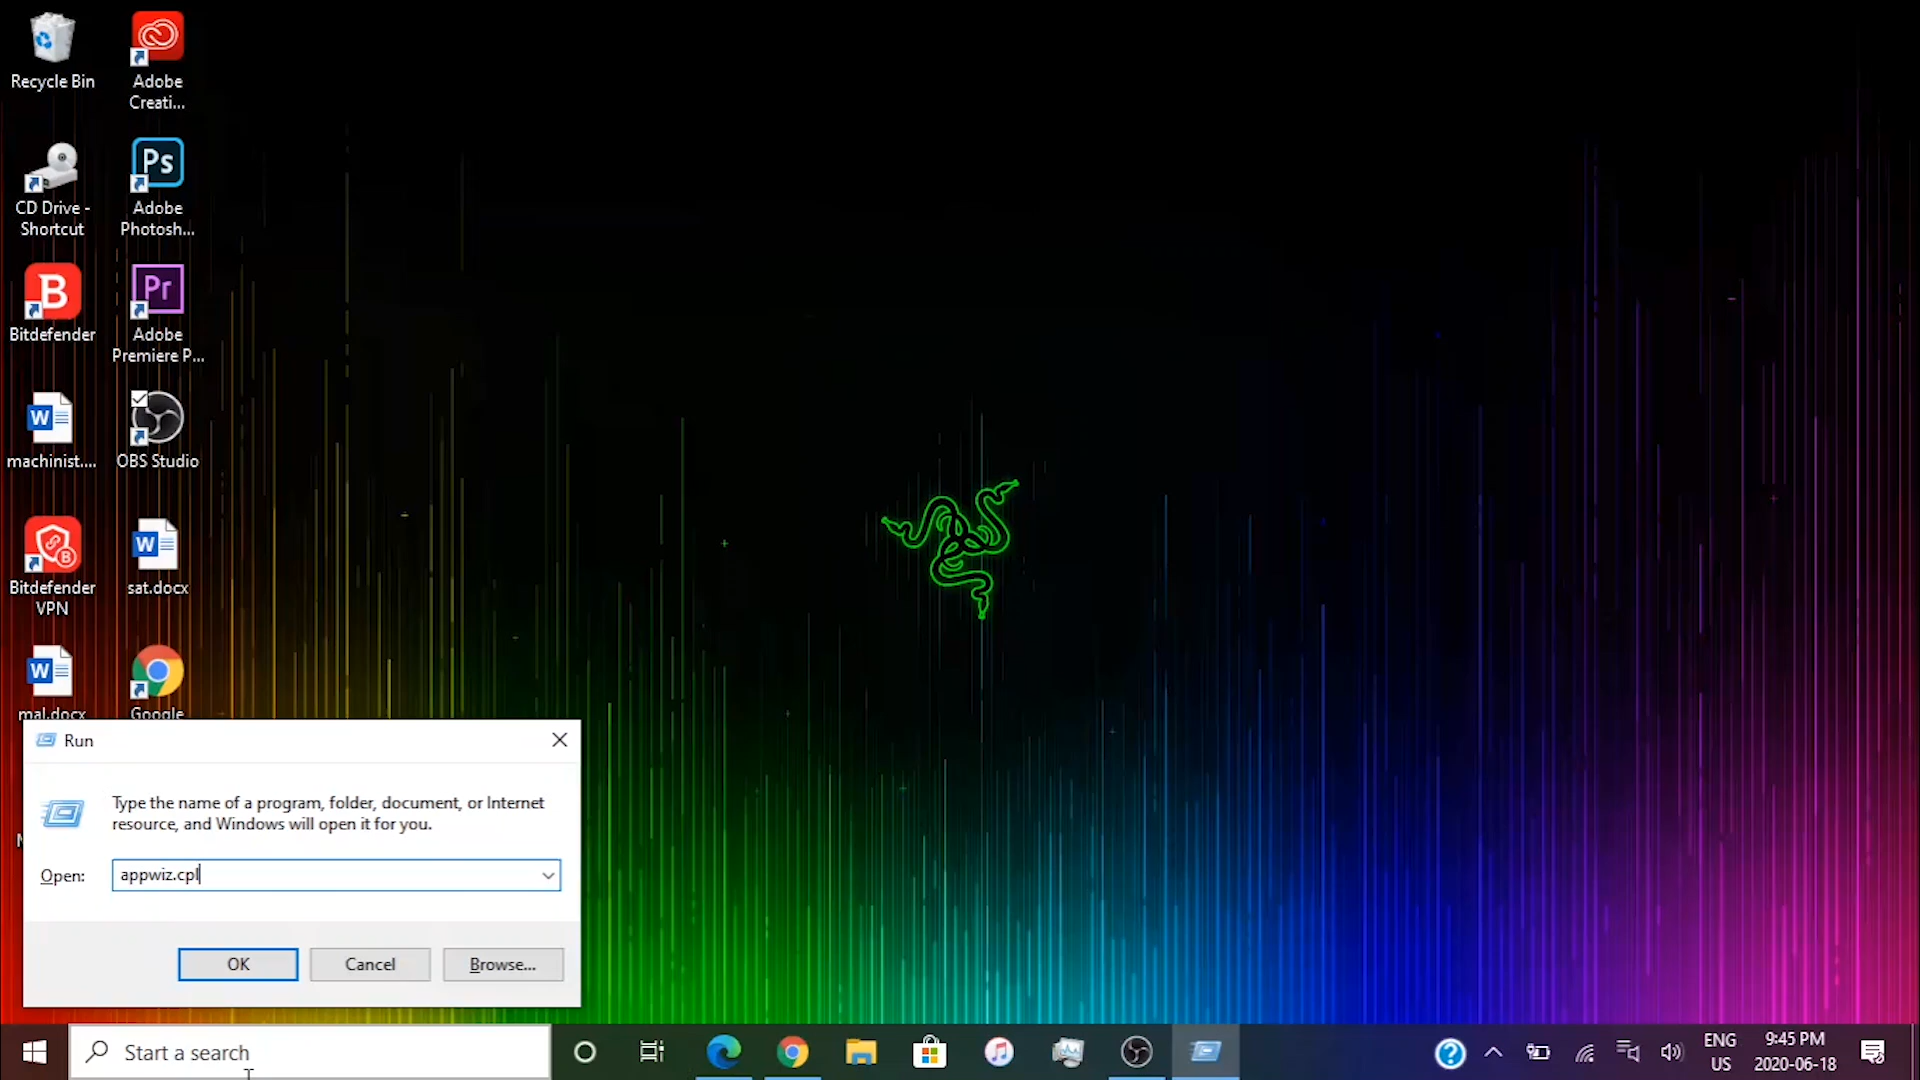 Recycle Bin
Adobe
Creati...
CD Drive -
Shortcut
Ps
Adobe
Photosh...
B
Bitdefender
Pr
Adobe
Premiere P...
W
machinist....
OBS Studio
B
Bitdefender
VPN
W
sat.docx
W
mal.docx
Google
Run
Type the name of a program, folder, document, or Internet
resource, and Windows will open it for you.
Open:
appwiz.cpl
OK
Cancel
Browse...
Start a search
ENG
US
9:45 PM
2020-06-18